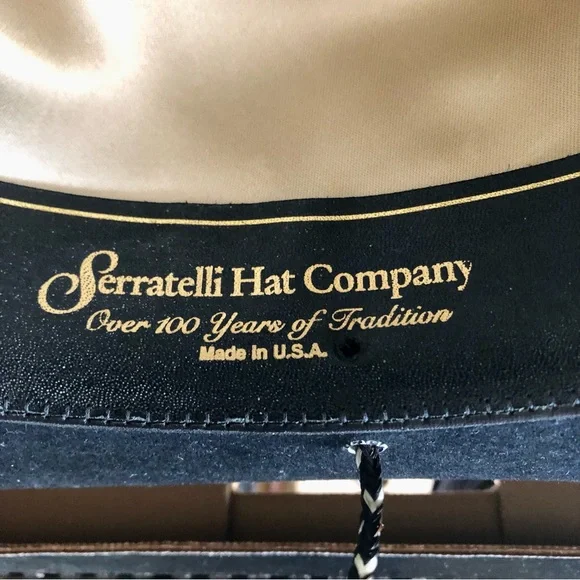 Serratelli Hat Company
Over 100 Years of Tradition
Made In U.S.A.